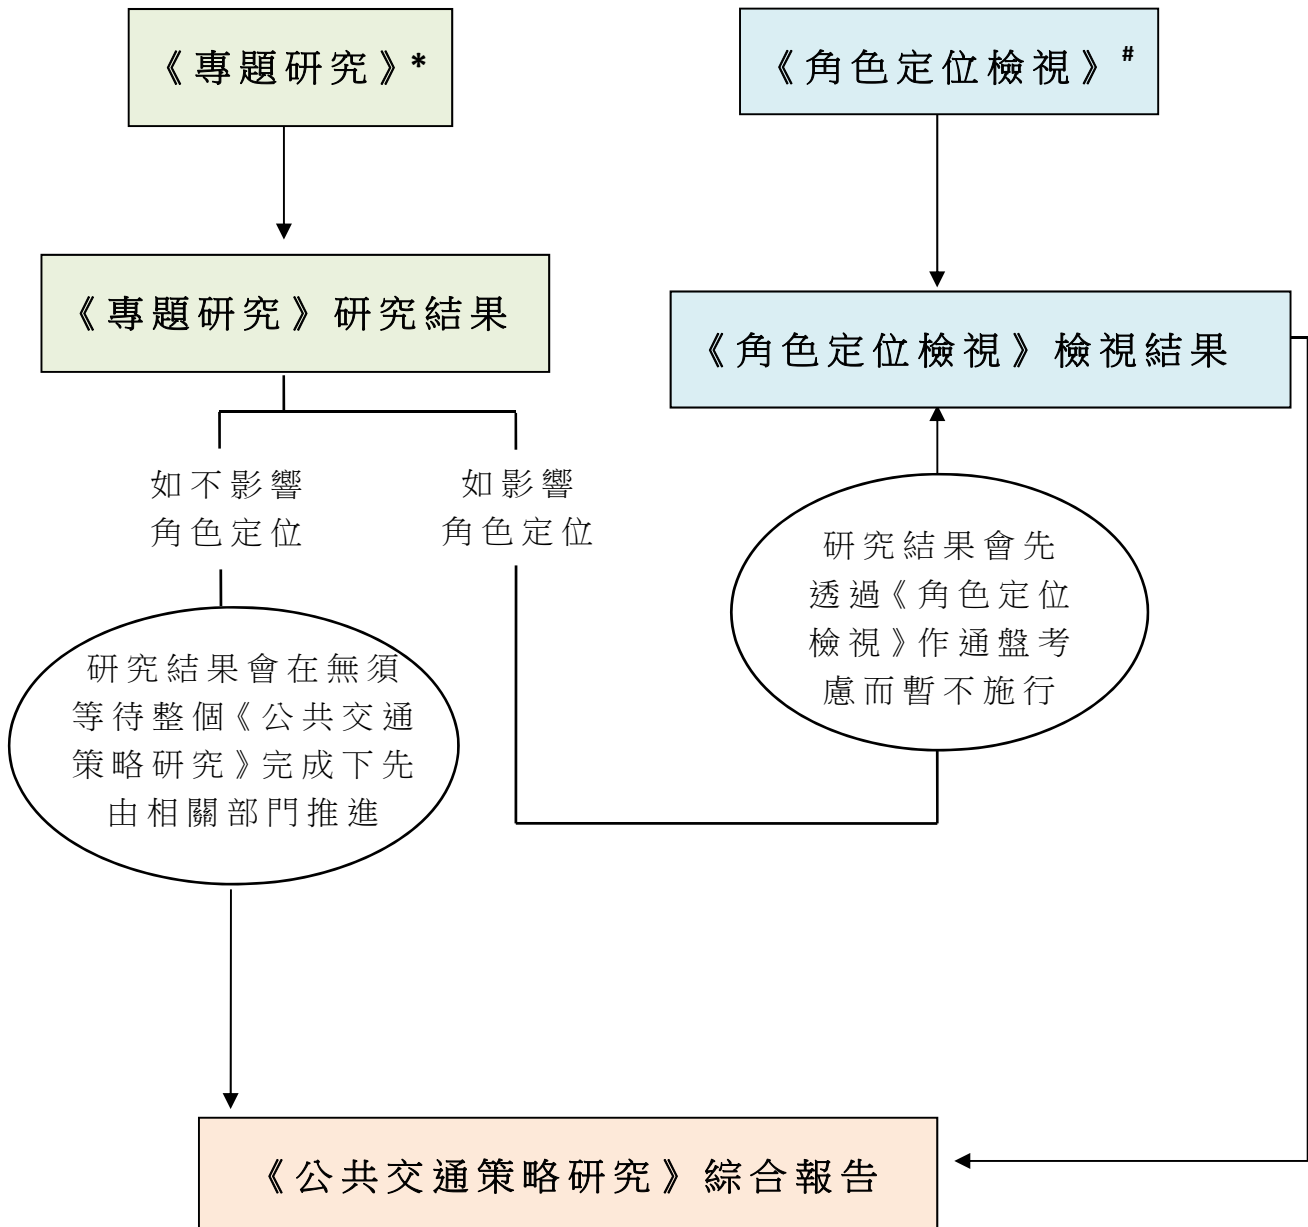 《專題研究》*
《角色定位檢視》#
《專題研究》研究結果
《角色定位檢視》檢視結果
如不影響
角色定位
如影響
角色定位
研究結果會先
透過《角色定位
檢視》作通盤考
慮而暫不施行
研究結果會在無須
等待整個《公共交通
策略研究》完成下先
由相關部門推進
《公共交通策略研究》綜合報告